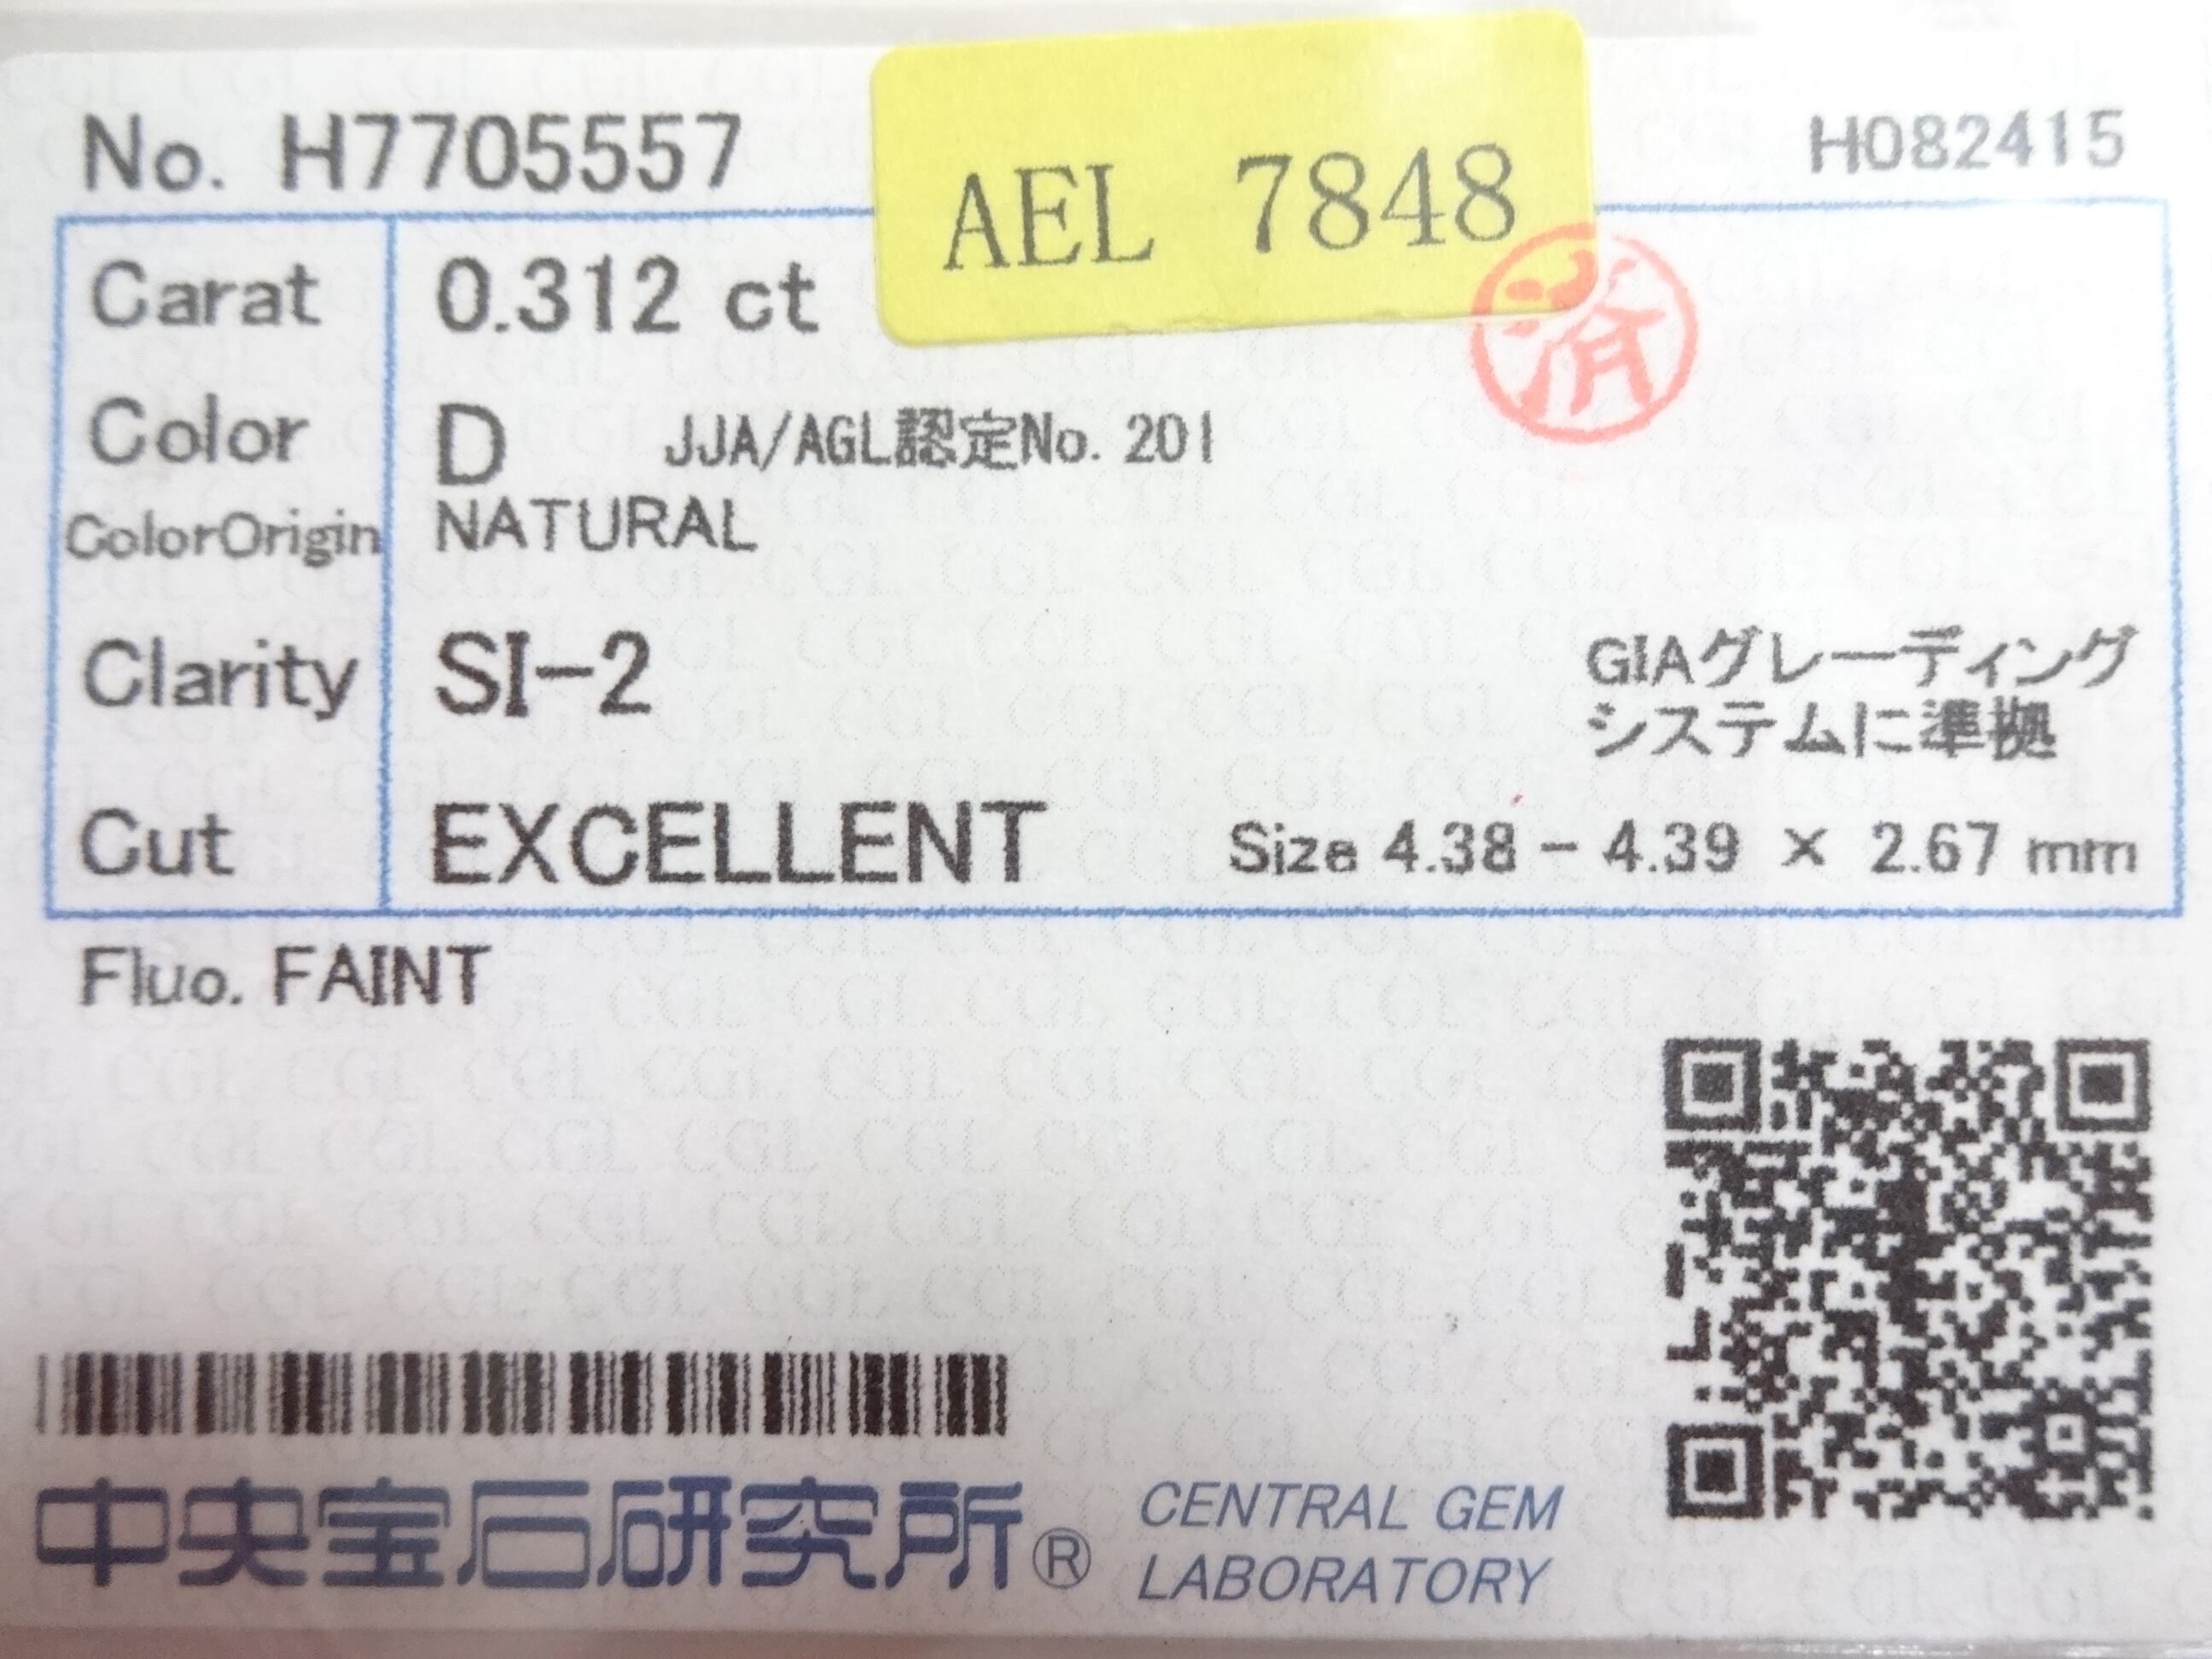 No. H7705557
AEL 7848
H082415
Carat 0.312 ct
済
Color D JJA/AGL認定No. 201
ColorOrigin NATURAL
Clarity SI-2
GIAグレーディング
システムに準拠
Cut EXCELLENT Size 4.38 - 4.39 × 2.67 mm
Fluo. FAINT
中央宝石研究所® CENTRAL GEM
LABORATORY